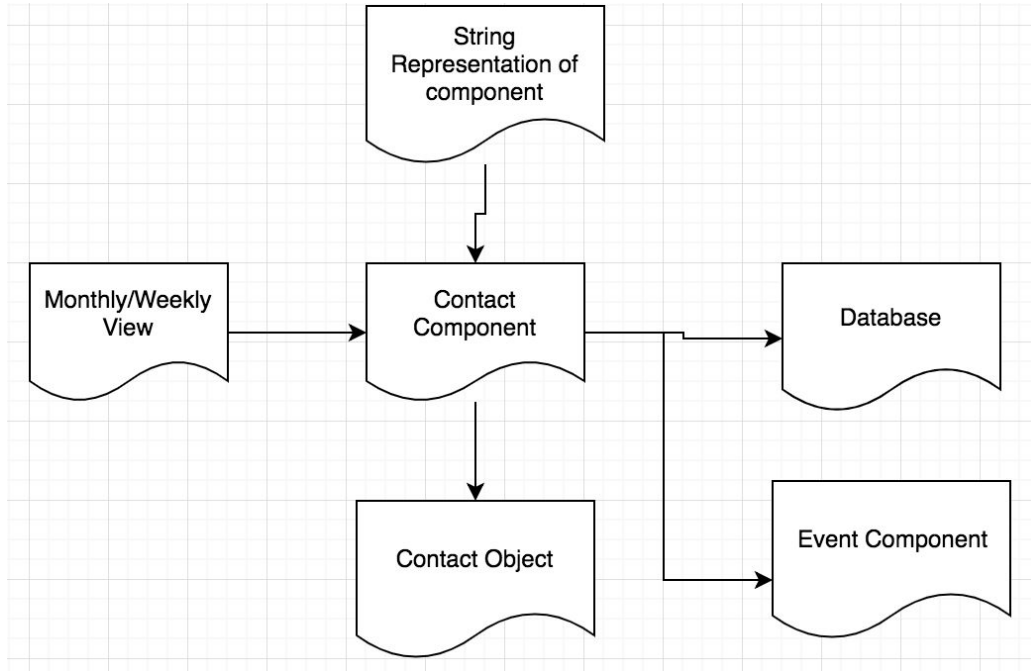 String
Representation of
component
Monthly/Weekly
View
Contact
Component
Database
Contact Object
Event Component